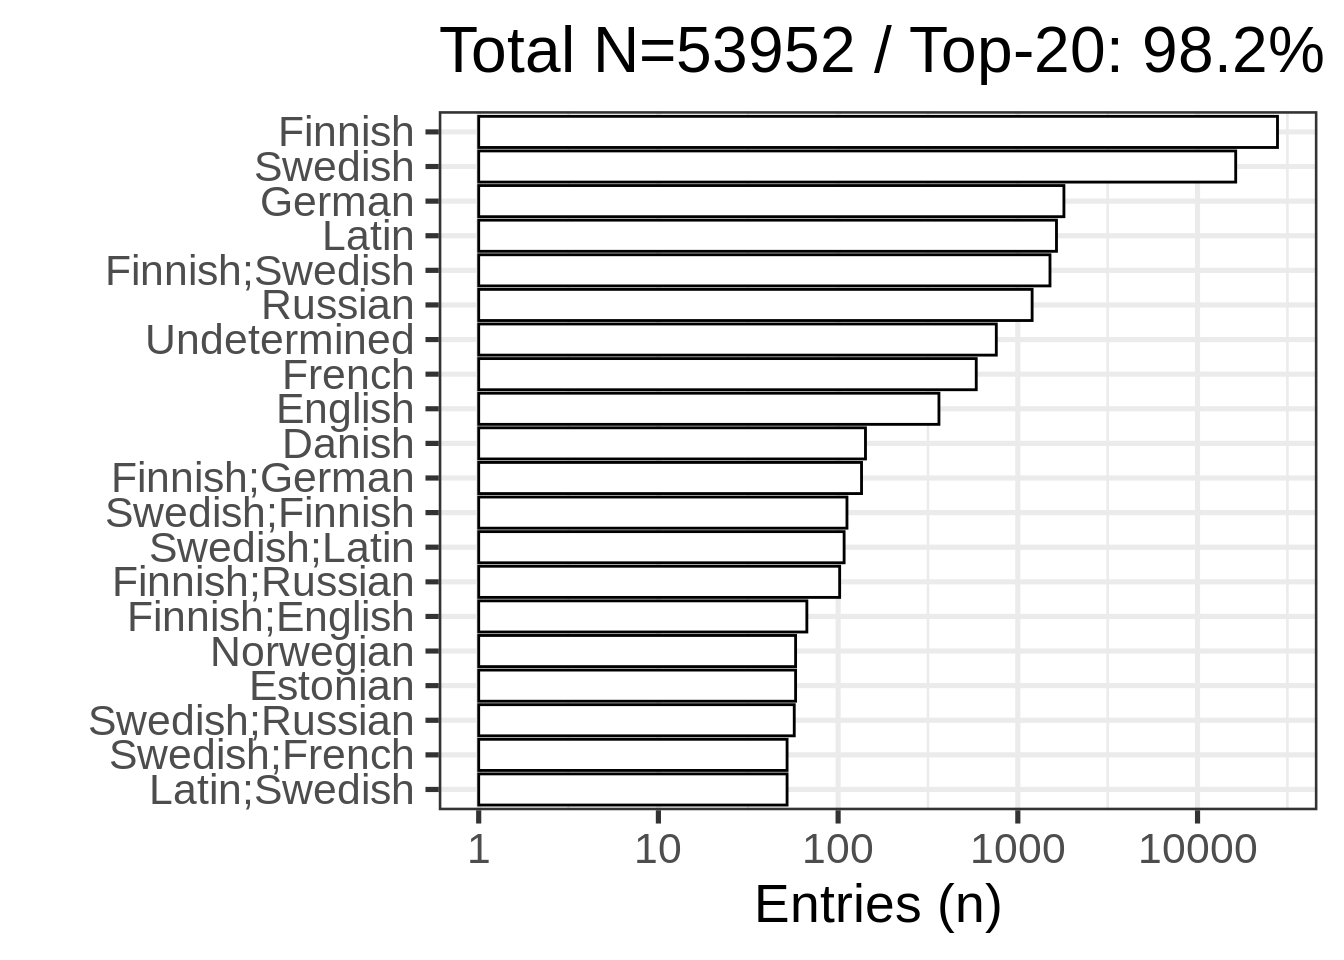 Total N=53952 / Top-20: 98.2%
Finnish
Swedish
German
Latin
Finnish;Swedish
Russian
Undetermined
French
English
Danish
Finnish;German
Swedish;Finnish
Swedish;Latin
Finnish;Russian
Finnish;English
Norwegian
Estonian
Swedish;Russian
Swedish;French
Latin;Swedish
1 10 100 1000 10000
Entries (n)